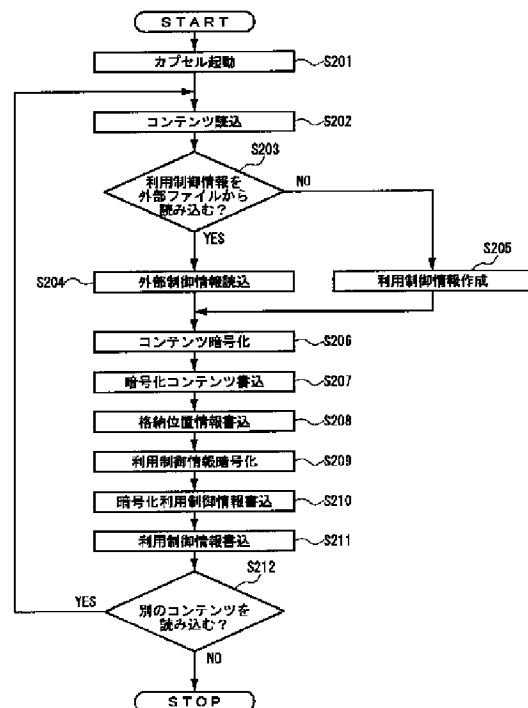 START
カプセル起動
S201
コンテンツ読込
S202
S203
利用制御情報を
外部ファイルから
読み込む？
NO
YES
S204
外部制御情報読込
S205
利用制御情報作成
コンテンツ暗号化
S206
暗号化コンテンツ書込
S207
格納位置情報書込
S208
利用制御情報暗号化
S209
暗号化利用制御情報書込
S210
利用制御情報書込
S211
S212
YES
別のコンテンツを
読み込む？
NO
STOP